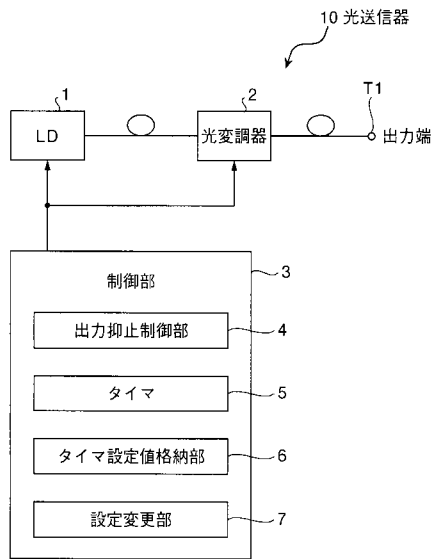 10 光送信器
1
2
T1
LD
光変調器
出力端
3
制御部
出力抑止制御部
4
タイマ
5
タイマ設定値格納部
6
設定変更部
7